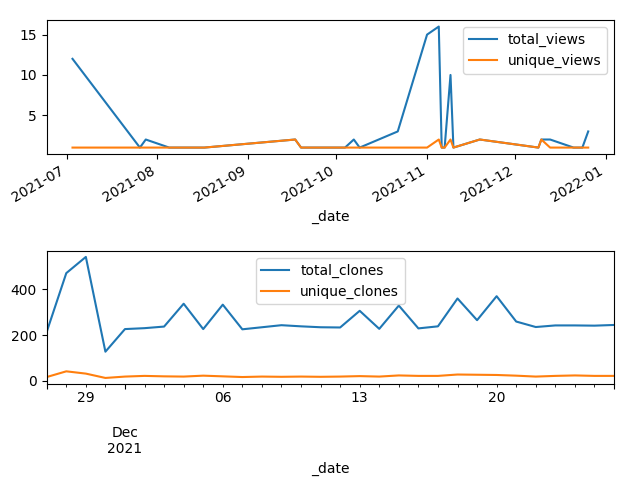 total_views
unique_views
15
10
5
2021-07
2021-08
2021-09
2021-10
2021-11
2021-12
2022-01
_date
total_clones
unique_clones
400
200
0
29
06
13
20
Dec
2021
_date